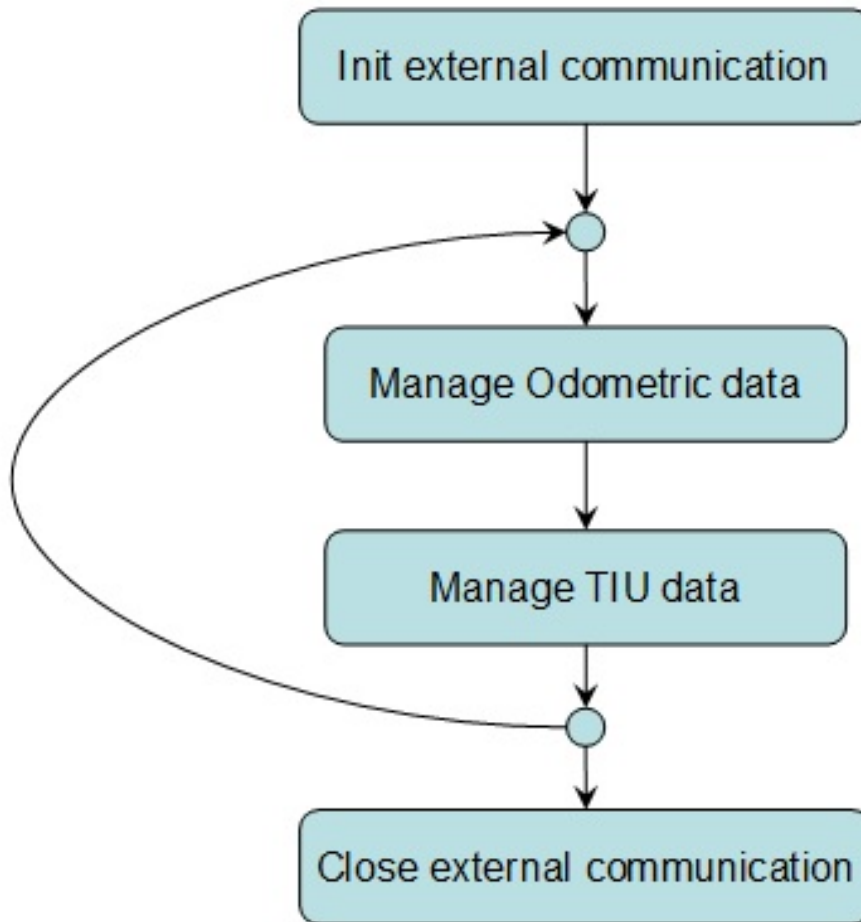 Init external communication
Manage Odometric data
Manage TIU data
Close external communication